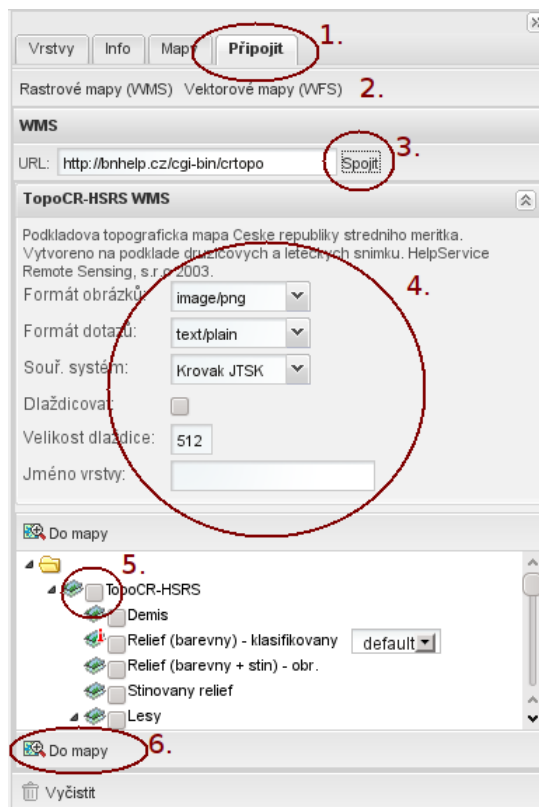 1.
Vrstvy Info Mapy Připojit
Rastrové mapy (WMS) Vektorové mapy (WFS) 2.
WMS
3.
URL: http://bnhelp.cz/cgi-bin/crtopo Spojit
TopoCR-HSRS WMS
Podkladova topograficka mapa Ceske republiky stredniho meritka.
Vytvoreno na podklade druzicovych a leteckych snimku. HelpService
Remote Sensing, s.r.o 2003.
4.
Formát obrázků: image/png
Formát dotazů: text/plain
Souř. systém: Krovak JTSK
Dlaždicovat:
Velikost dlaždice: 512
Jméno vrstvy:
Do mapy
5.
TopoCR-HSRS
Demis
Relief (barevny) - klasifikovany default
Relief (barevny + stin) - obr.
Stinovany relief
Lesy
Do mapy 6.
Vyčistit